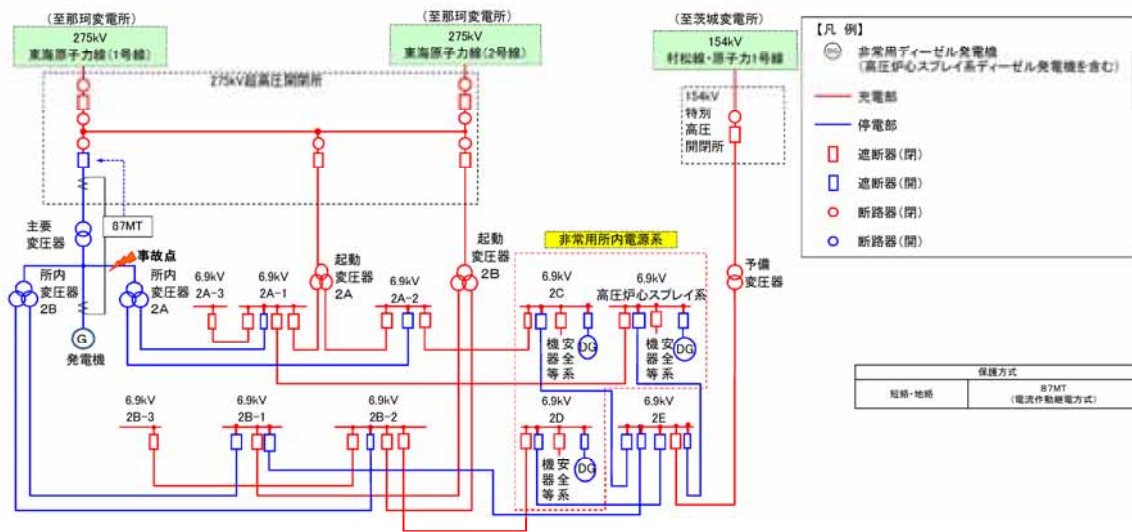 (至那珂変電所)
275kV
東海原子力線(1号線)
(至那珂変電所)
275kV
東海原子力線(2号線)
(至茨城変電所)
154kV
村松線・原子力1号線
275kV超高圧開閉所
154kV
特別
高圧
開閉所
【凡 例】
DG
非常用ディーゼル発電機
(高圧炉心スプレイ系ディーゼル発電機を含む)
充電部
停電部
遮断器(閉)
遮断器(開)
断路器(閉)
断路器(開)
87MT
主要
変圧器
事故点
所内
変圧器
2B
所内
変圧器
2A
G
発電機
起動
変圧器
2A
起動
変圧器
2B
非常用所内電源系
予備
変圧器
6.9kV
2A-3
6.9kV
2A-1
6.9kV
2A-2
6.9kV
2C
6.9kV
高圧炉心スプレイ系
安全系
機器等
DG
安全系
機器等
DG
6.9kV
2B-3
6.9kV
2B-1
6.9kV
2B-2
6.9kV
2D
6.9kV
2E
安全系
機器等
DG
保護方式
短絡・地絡
87MT
(電流作動継電方式)